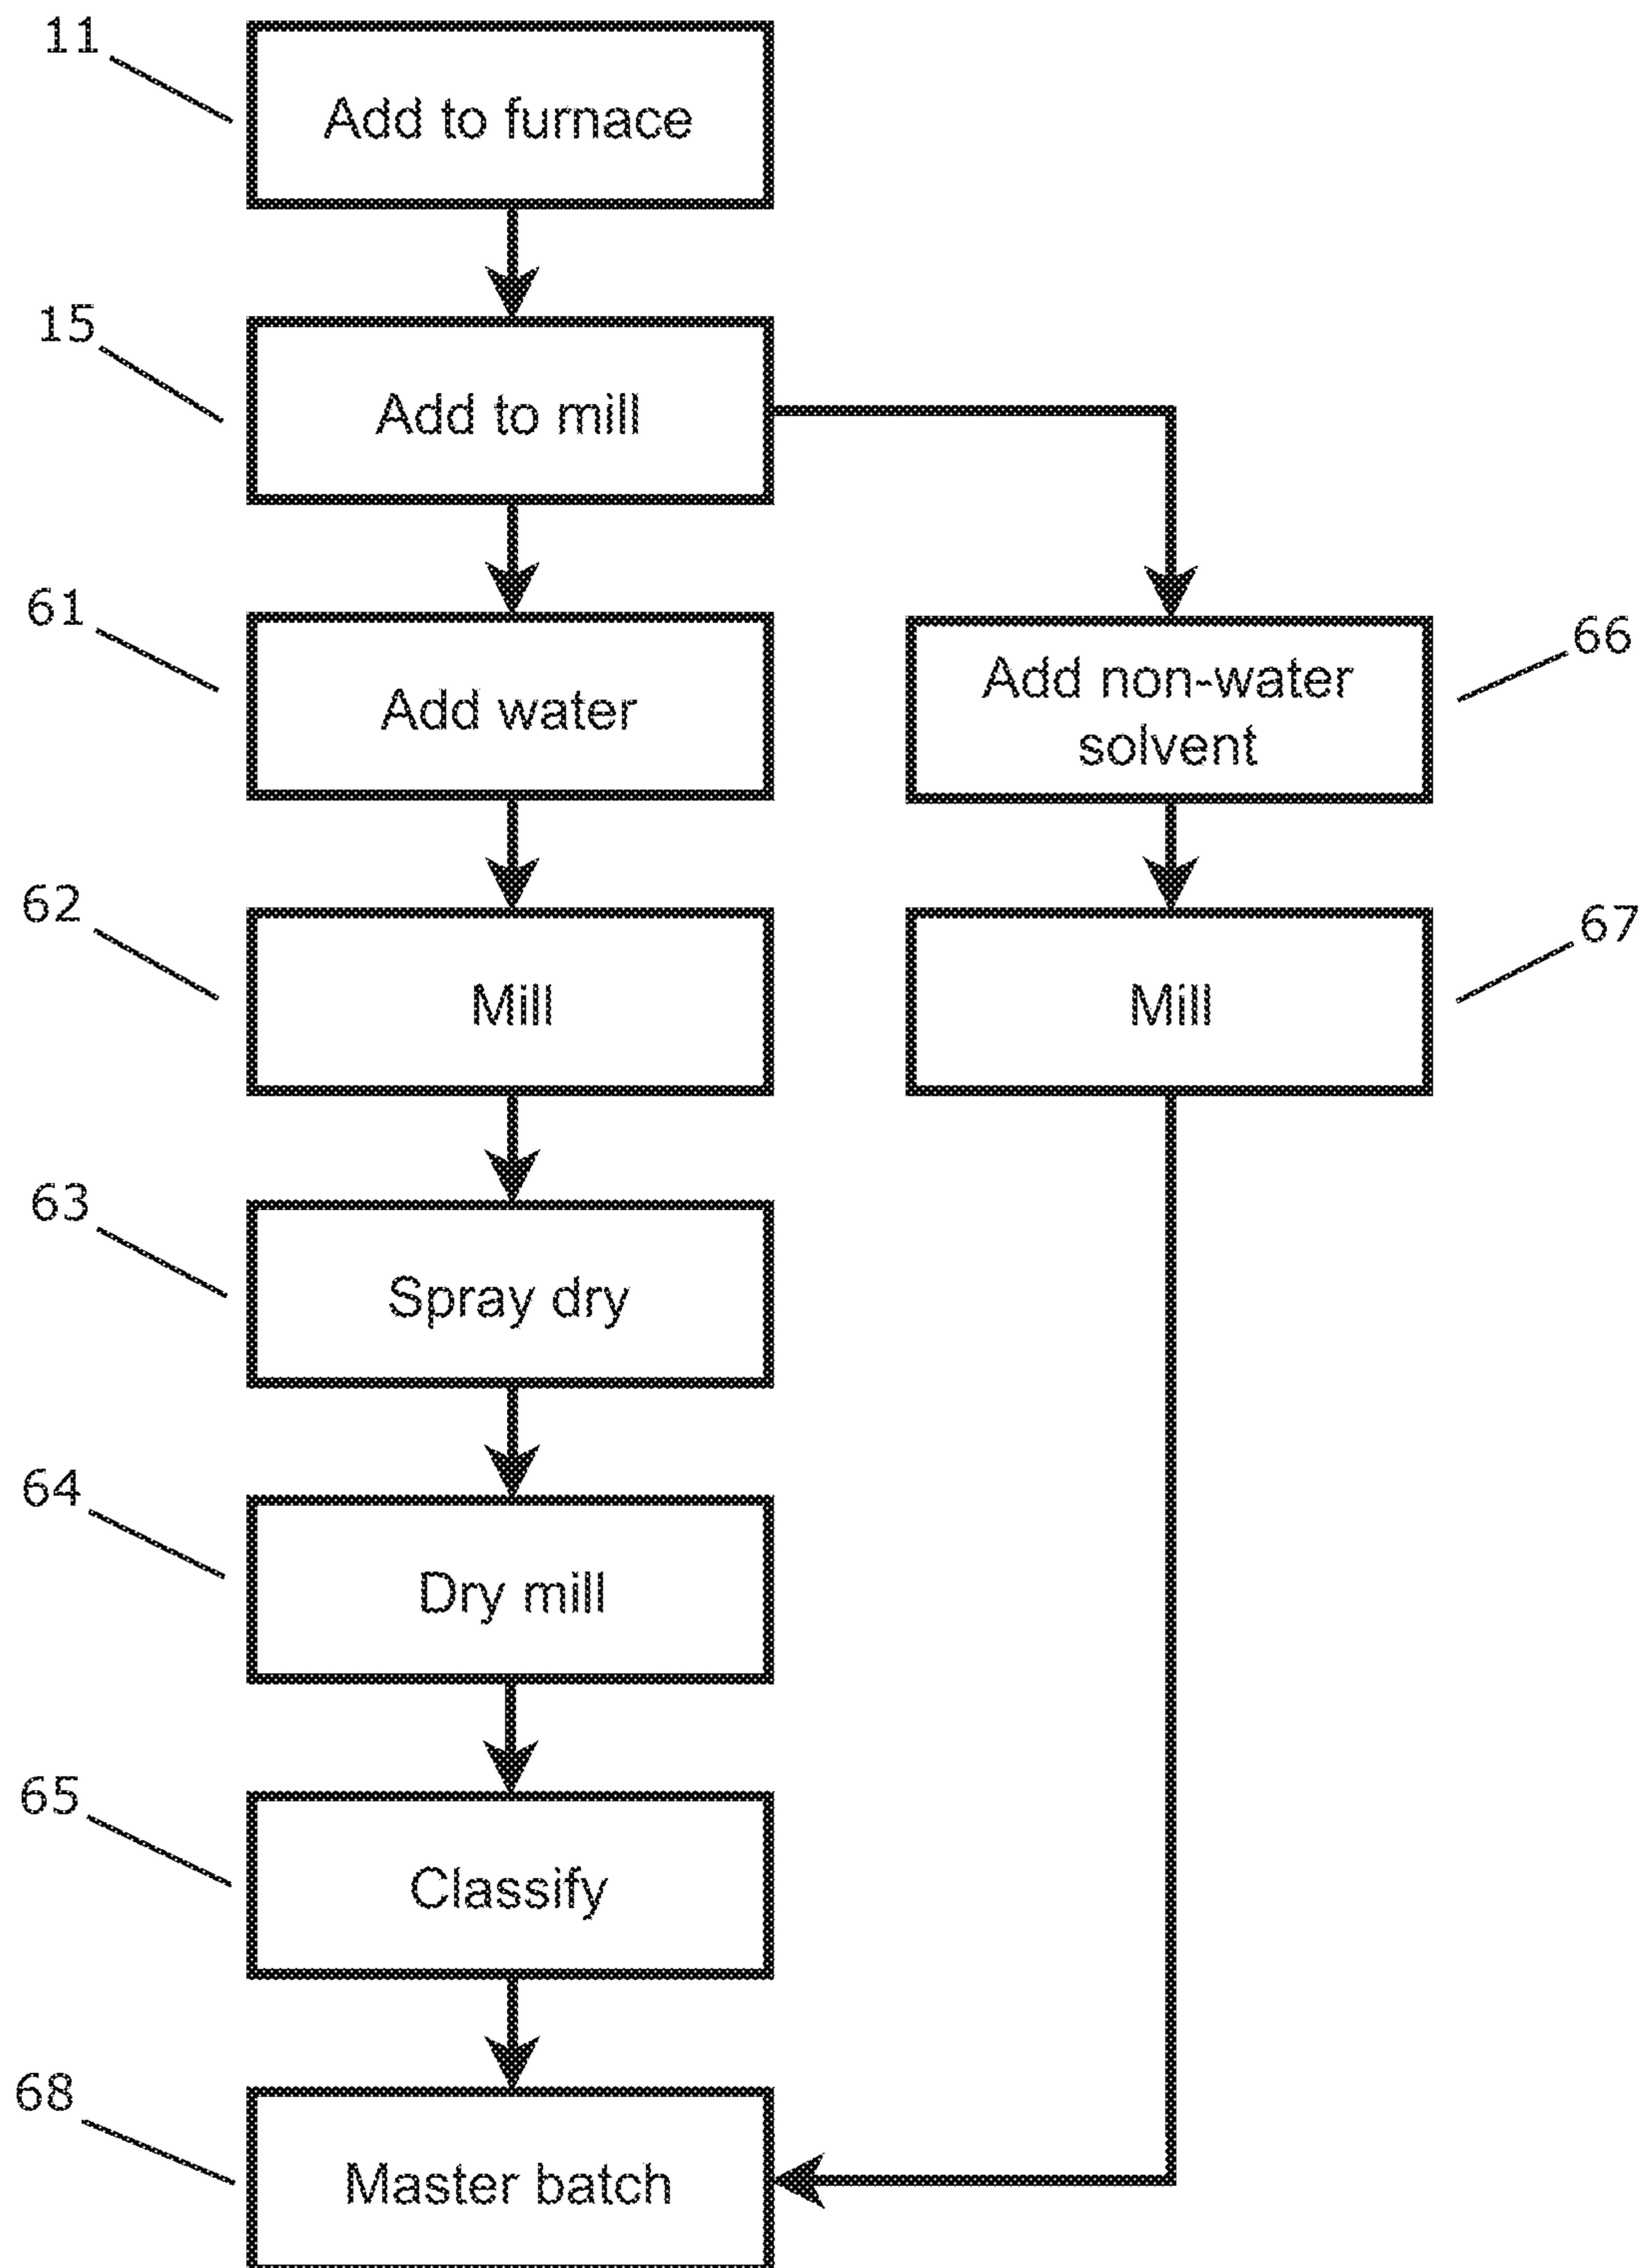 11
Add to furnace
15
Add to mill
61
Add water
Add non-water
solvent
66
62
Mill
Mill
67
63
Spray dry
64
Dry mill
65
Classify
68
Master batch